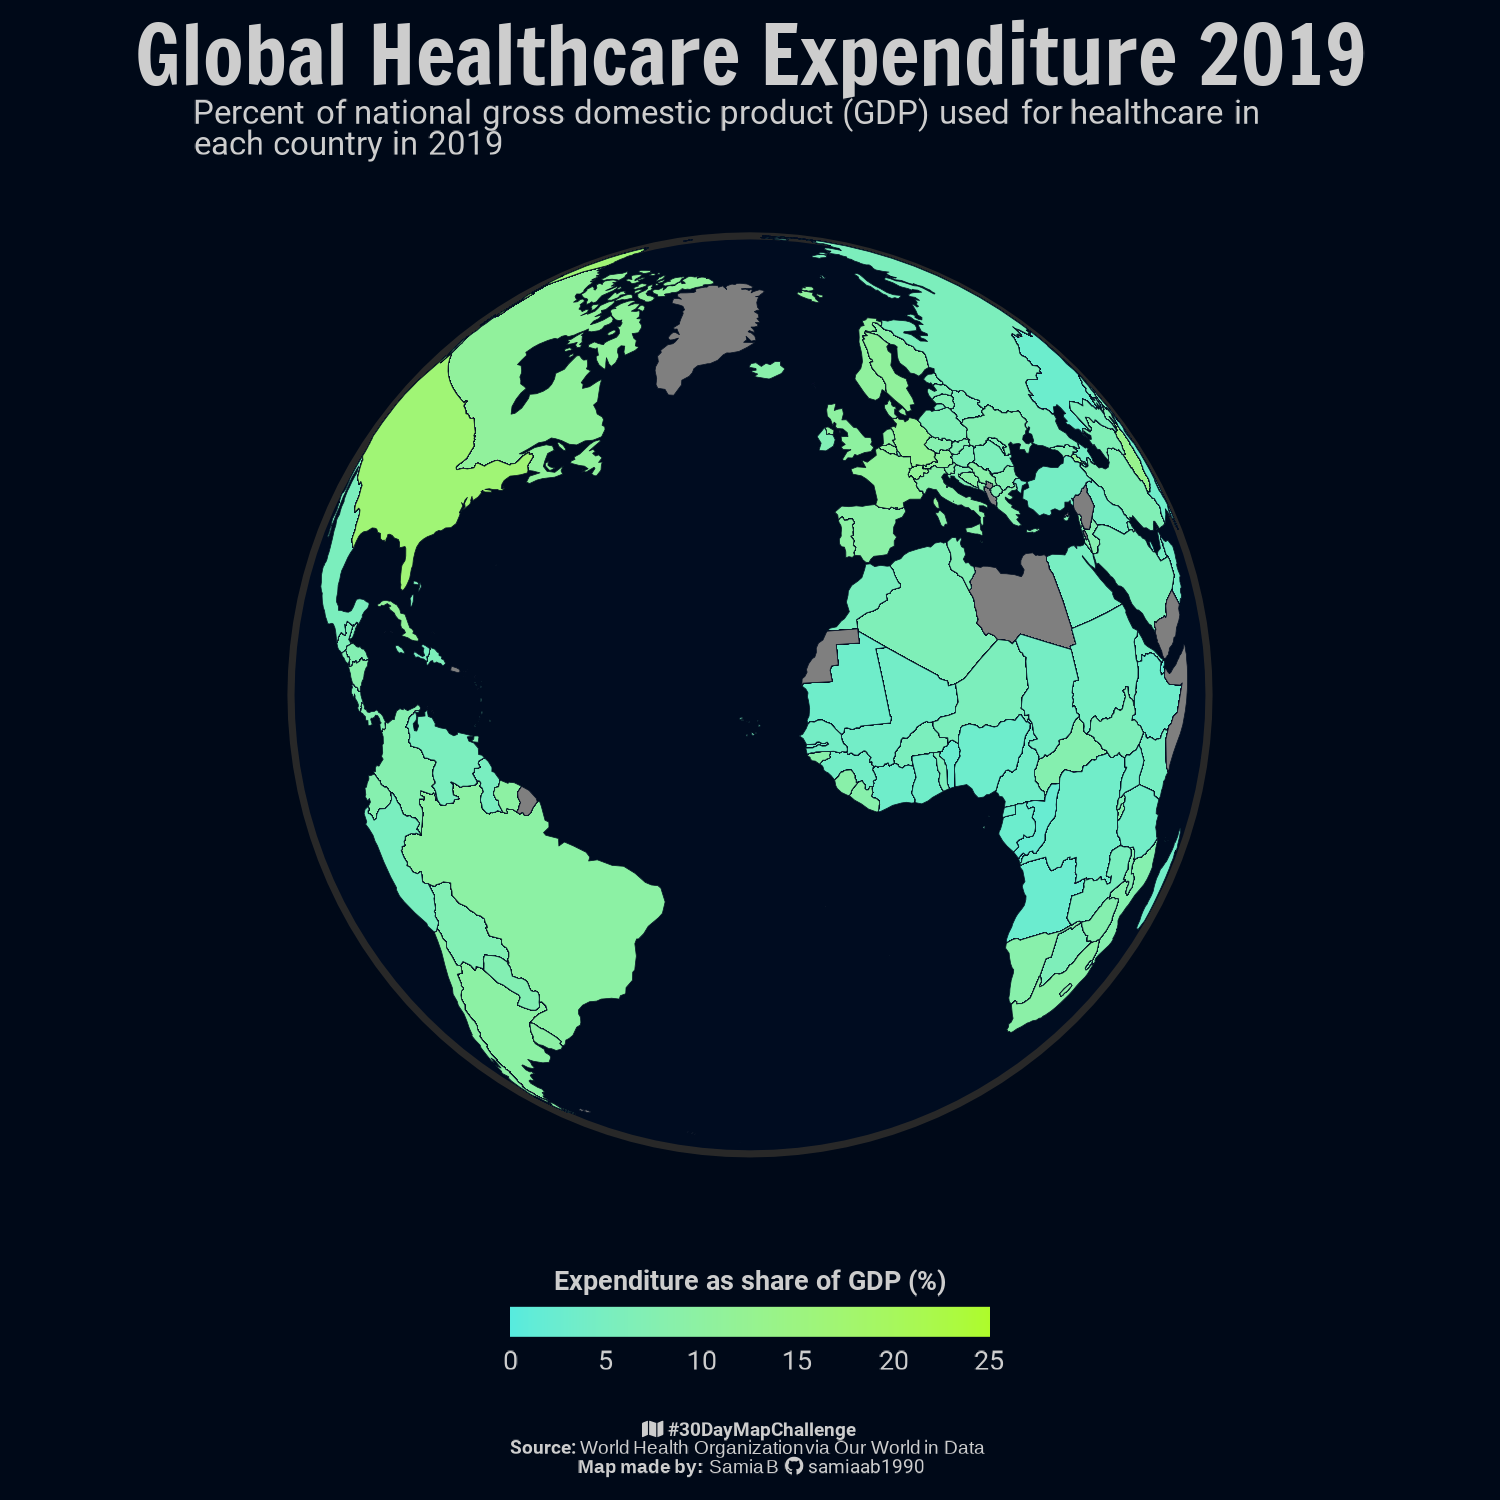 Global Healthcare Expenditure 2019
Percent of national gross domestic product (GDP) used for healthcare in
each country in 2019
Expenditure as share of GDP (%)
0 5 10 15 20 25
#30DayMapChallenge
Source: World Health Organization via Our World in Data
Map made by: Samia B samiaab1990